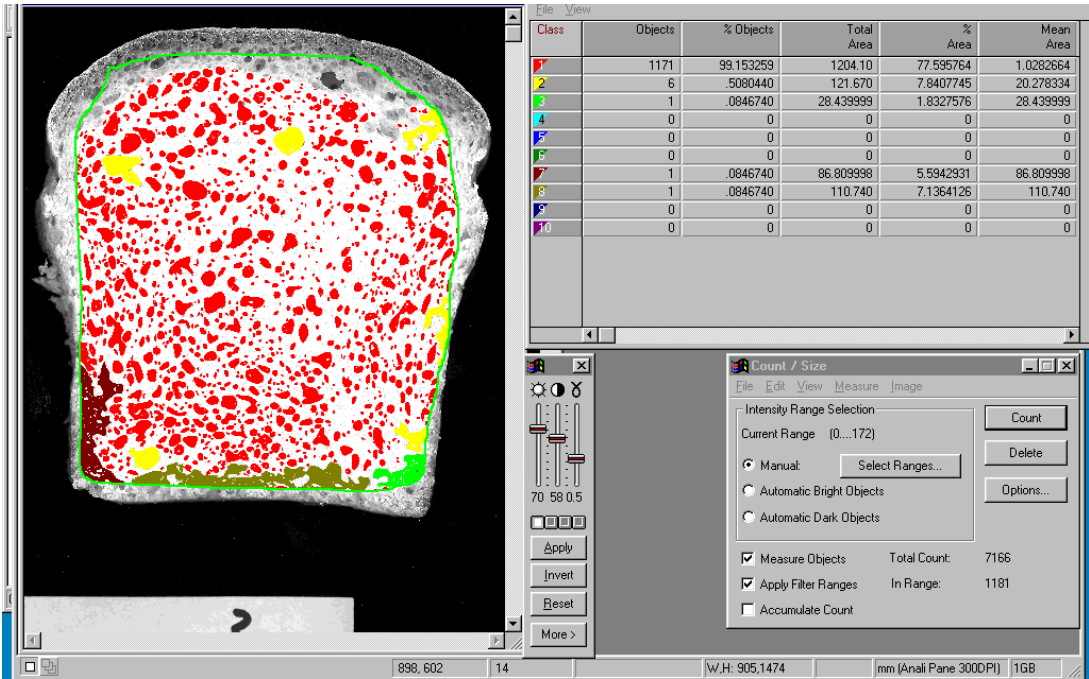 File View
Class Objects % Objects Total Area % Area Mean Area
1 1171 99.153259 1204.10 77.595764 1.0282664
2 6 .5080440 121.670 7.8407745 20.278334
3 1 .0846740 28.439999 1.8327576 28.439999
4 0 0 0 0 0
5 0 0 0 0 0
6 0 0 0 0 0
7 1 .0846740 86.809998 5.5942931 86.809998
8 1 .0846740 110.740 7.1364126 110.740
9 0 0 0 0 0
10 0 0 0 0 0
Count / Size
File Edit View Measure Image
Intensity Range Selection
Current Range (0....172)
Manual:
Select Ranges...
Automatic Bright Objects
Automatic Dark Objects
Count
Delete
Options...
Measure Objects Total Count: 7166
Apply Filter Ranges In Range: 1181
Accumulate Count
70 58 0.5
Apply
Invert
Reset
More >
2
898, 602 14 W,H: 905,1474 mm (Anali Pane 300DPI) 1GB